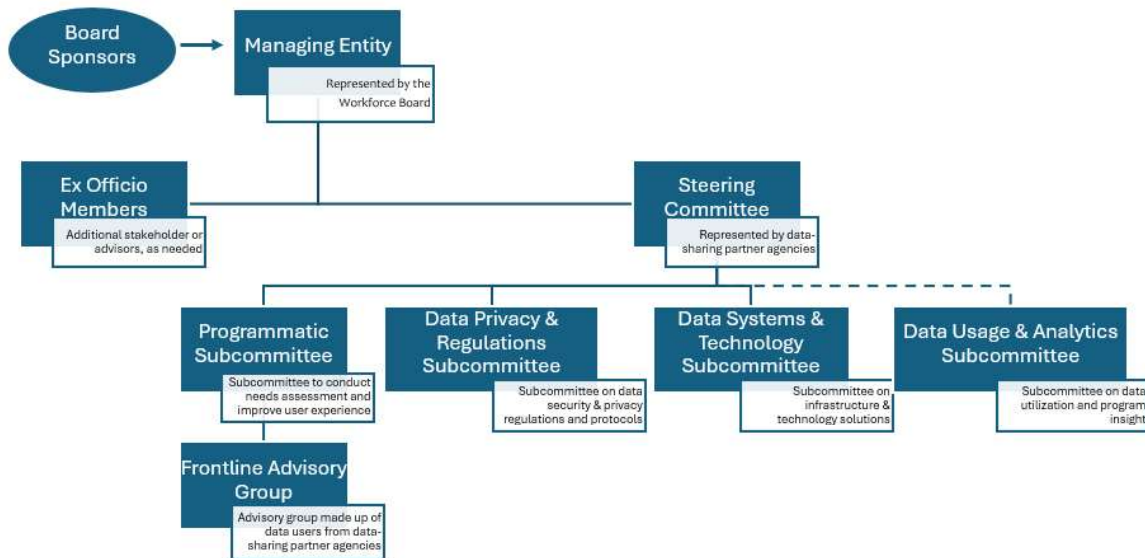 Board
Sponsors
Managing Entity
Represented by the
Workforce Board
Ex Officio
Members
Additional stakeholder or
advisors, as needed
Steering
Committee
Represented by data-
sharing partner agencies
Programmatic
Subcommittee
Subcommittee to conduct
needs assessment and
improve user experience
Data Privacy &
Regulations
Subcommittee
Subcommittee on data
security & privacy
regulations and protocols
Data Systems &
Technology
Subcommittee
Subcommittee on
infrastructure &
technology solutions
Data Usage & Analytics
Subcommittee
Subcommittee on data
utilization and program
insight
Frontline Advisory
Group
Advisory group made up of
data users from data-
sharing partner agencies